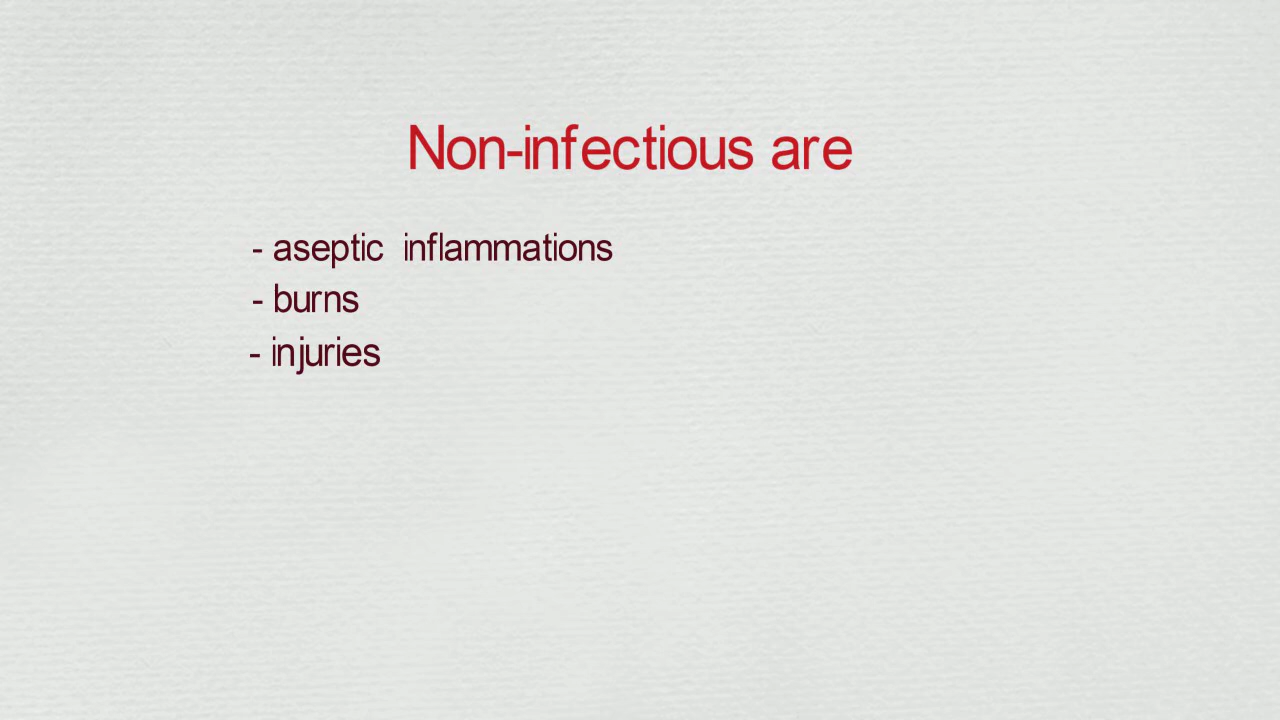 Non-infectious are
- aseptic inflammations
- burns
- injuries